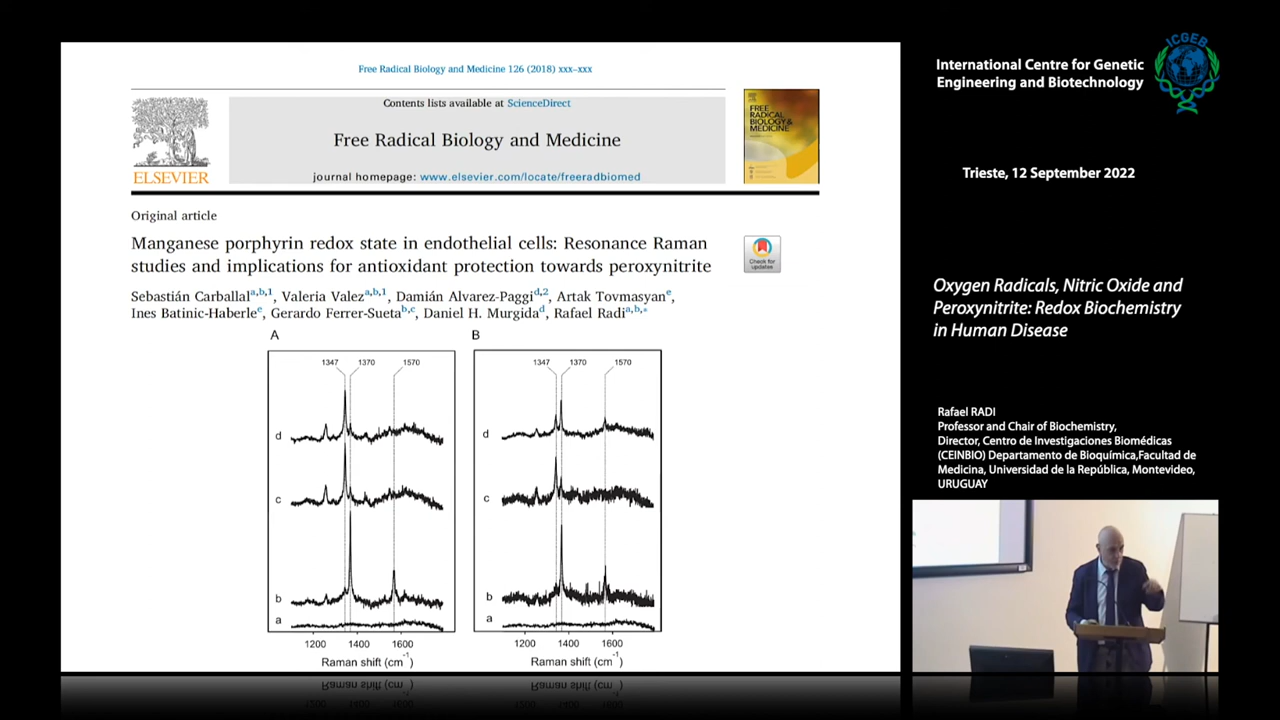 Free Radical Biology and Medicine 126 (2018) xxx–xxx
Contents lists available at ScienceDirect
Free Radical Biology and Medicine
journal homepage: www.elsevier.com/locate/freeradbiomed
ELSEVIER
FREE
RADICAL
BIOLOGY &
MEDICINE
Original article
Manganese porphyrin redox state in endothelial cells: Resonance Raman
studies and implications for antioxidant protection towards peroxynitrite
Check for
updates
Sebastián Carballal a,b,1, Valeria Valez a,b,1, Damián Alvarez-Paggi d,2, Artak Tovmasyan e,
Ines Batinic-Haberle e, Gerardo Ferrer-Sueta b,c, Daniel H. Murgida d, Rafael Radi a,b,*
A
1347 1370 1570
d
c
b
a
1200 1400 1600
Raman shift (cm-1)
B
1347 1370 1570
d
c
b
a
1200 1400 1600
Raman shift (cm-1)
International Centre for Genetic
Engineering and Biotechnology
ICGEB
Trieste, 12 September 2022
Oxygen Radicals, Nitric Oxide and
Peroxynitrite: Redox Biochemistry
in Human Disease
Rafael RADI
Professor and Chair of Biochemistry,
Director, Centro de Investigaciones Biomédicas
(CEINBIO) Departamento de Bioquímica,Facultad de
Medicina, Universidad de la República, Montevideo,
URUGUAY